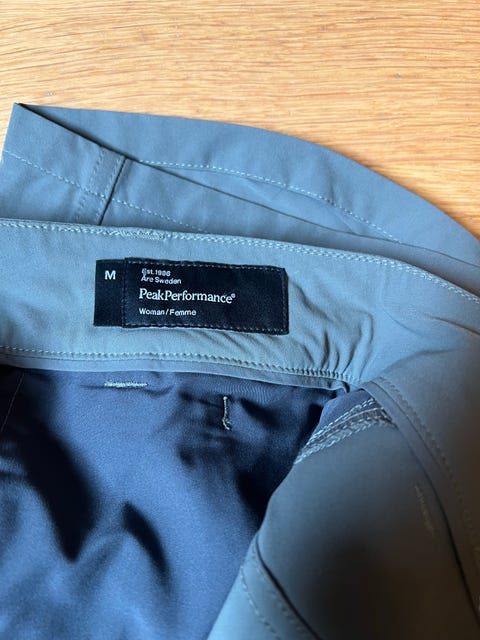 M
Est.1986
Åre Sweden
PeakPerformance®
Woman/Femme